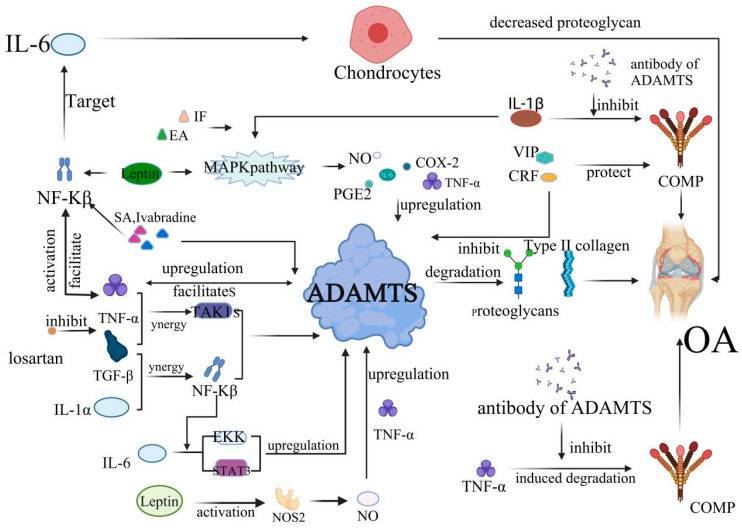 decreased proteoglycan
IL-6
Chondrocytes
antibody of
ADAMTS
Target
IF
EA
IL-1β
inhibit
Leptin
MAPKpathway
NO
COX-2
IL-6
PGE2
TNF-α
VIP
CRF
protect
COMP
NF-Kβ
upregulation
SA,Ivabradine
activation
facilitate
inhibit
Type II collagen
upregulation
facilitates
ADAMTS
degradation
proteoglycans
TNF-α
ynergy
TAK1s
inhibit
losartan
TGF-β
ynergy
NF-Kβ
IL-1α
OA
upregulation
antibody of ADAMTS
TNF-α
EKK
STAT3
upregulation
IL-6
inhibit
TNF-α
induced degradation
COMP
Leptin
activation
NOS2
NO